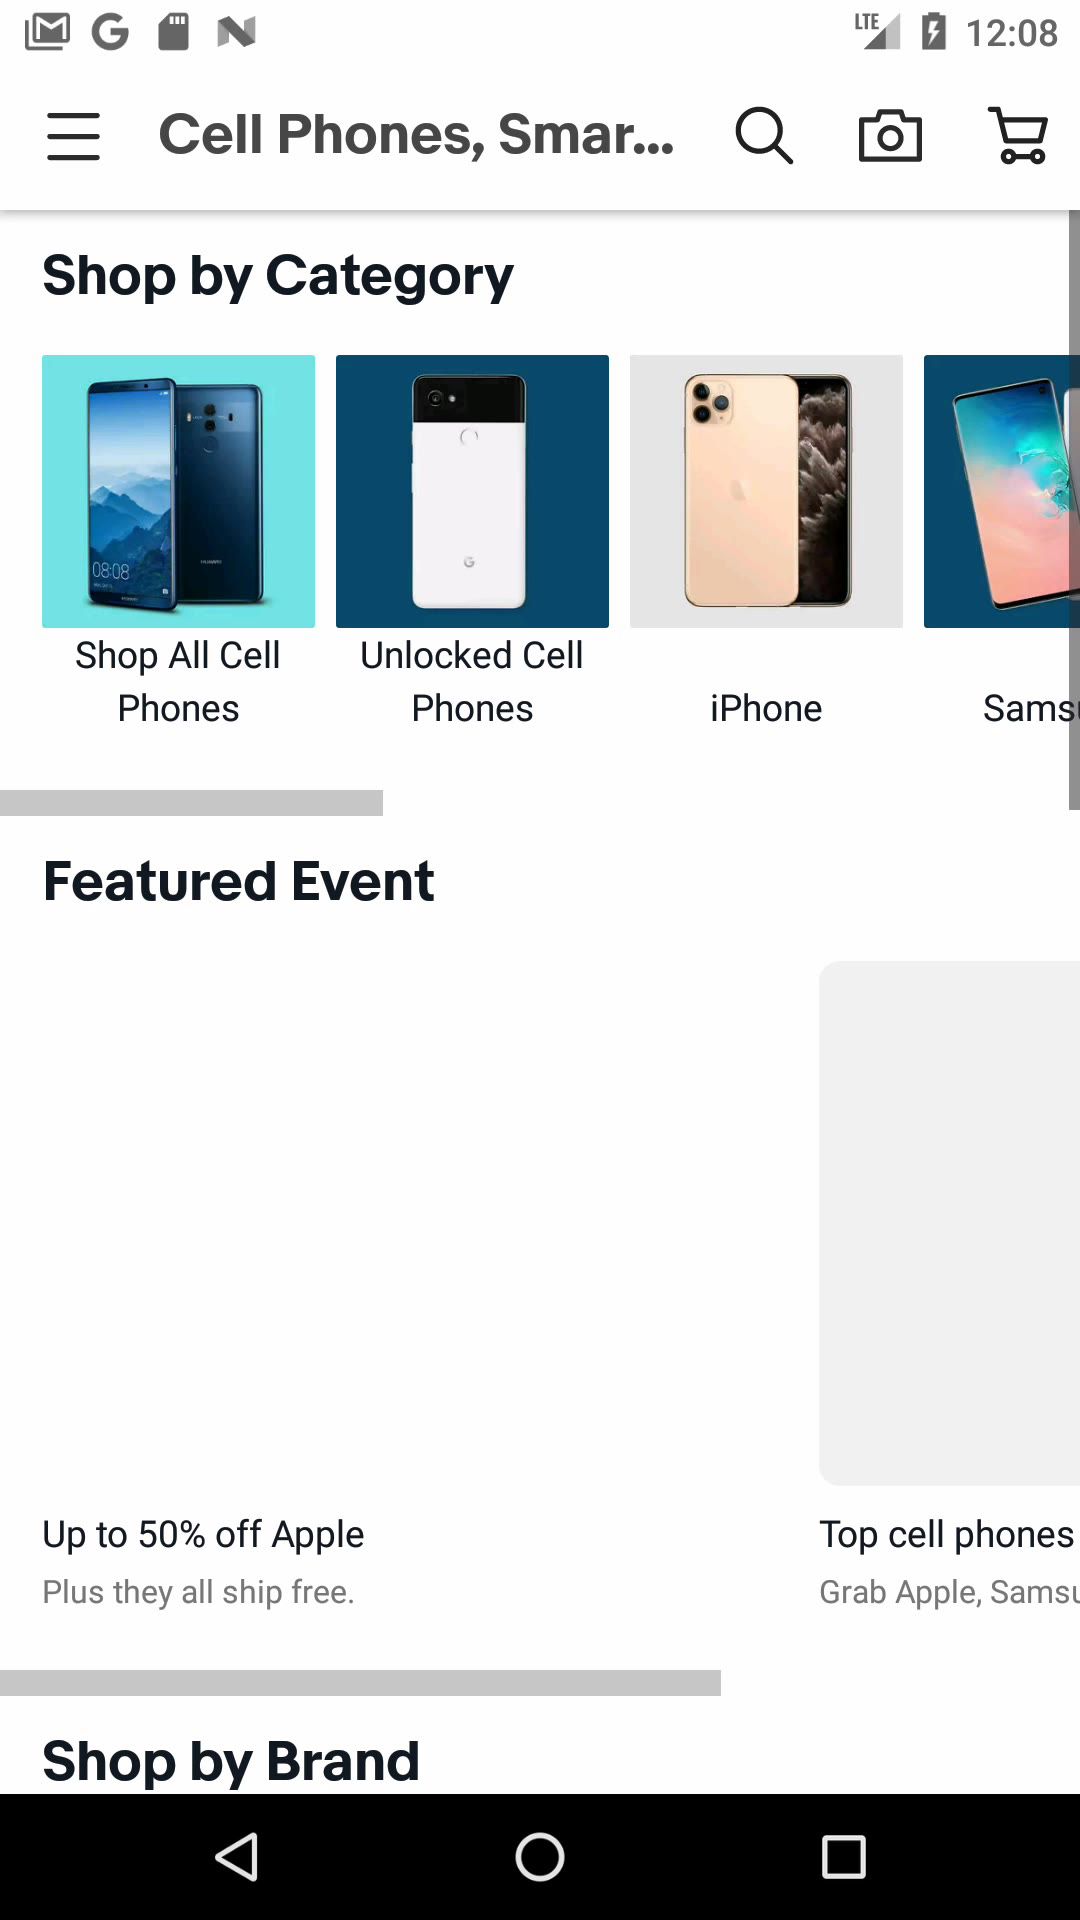 LTE 12:08
Cell Phones, Smar...
Shop by Category
08:08
HUAWEI
G
Shop All Cell
Phones
Unlocked Cell
Phones
iPhone
Samsu
Featured Event
Up to 50% off Apple
Plus they all ship free.
Top cell phones
Grab Apple, Samsu
Shop by Brand